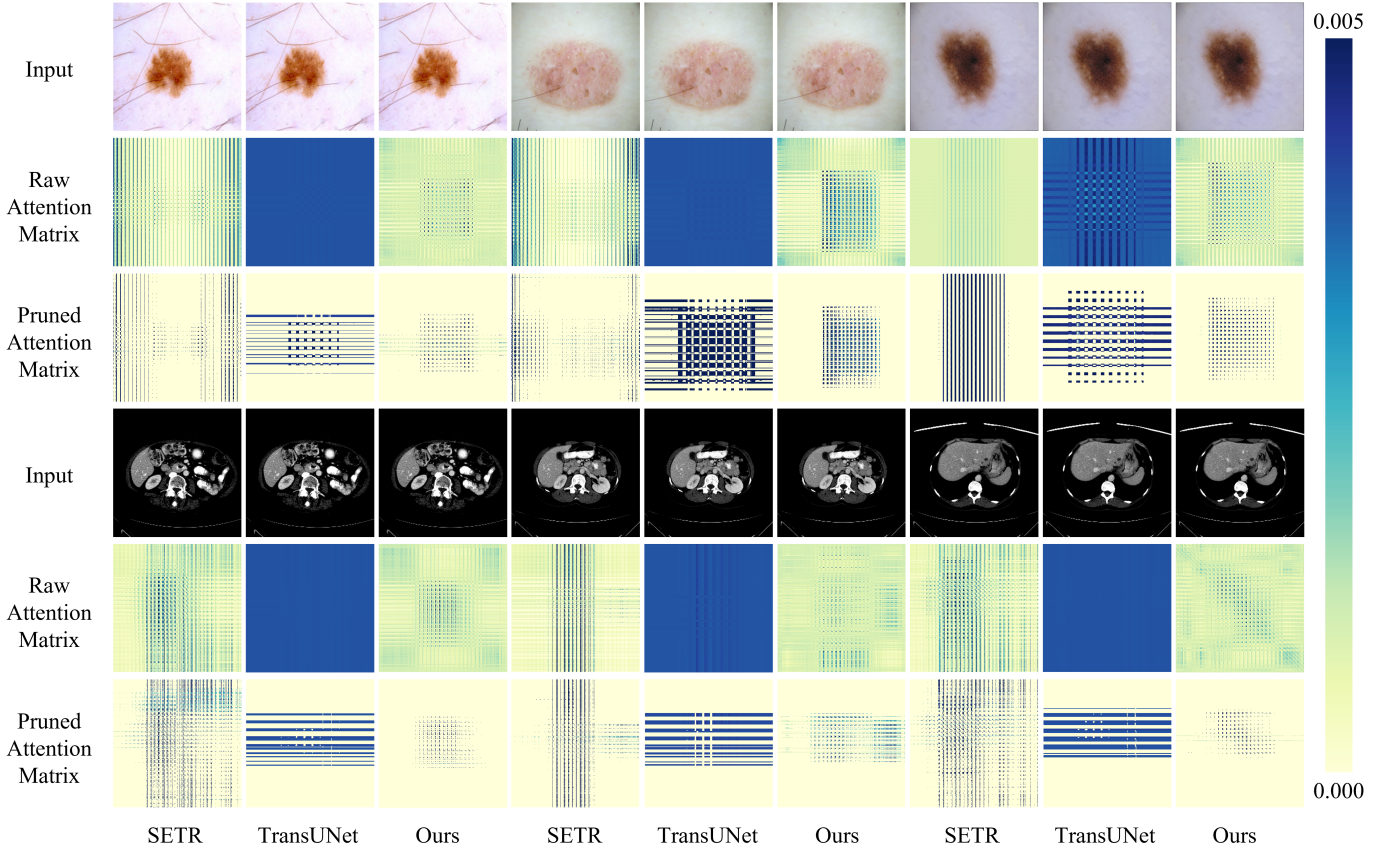 0.005
Input
Raw
Attention
Matrix
Pruned
Attention
Matrix
Input
Raw
Attention
Matrix
Pruned
Attention
Matrix
0.000
SETR TransUNet Ours SETR TransUNet Ours SETR TransUNet Ours